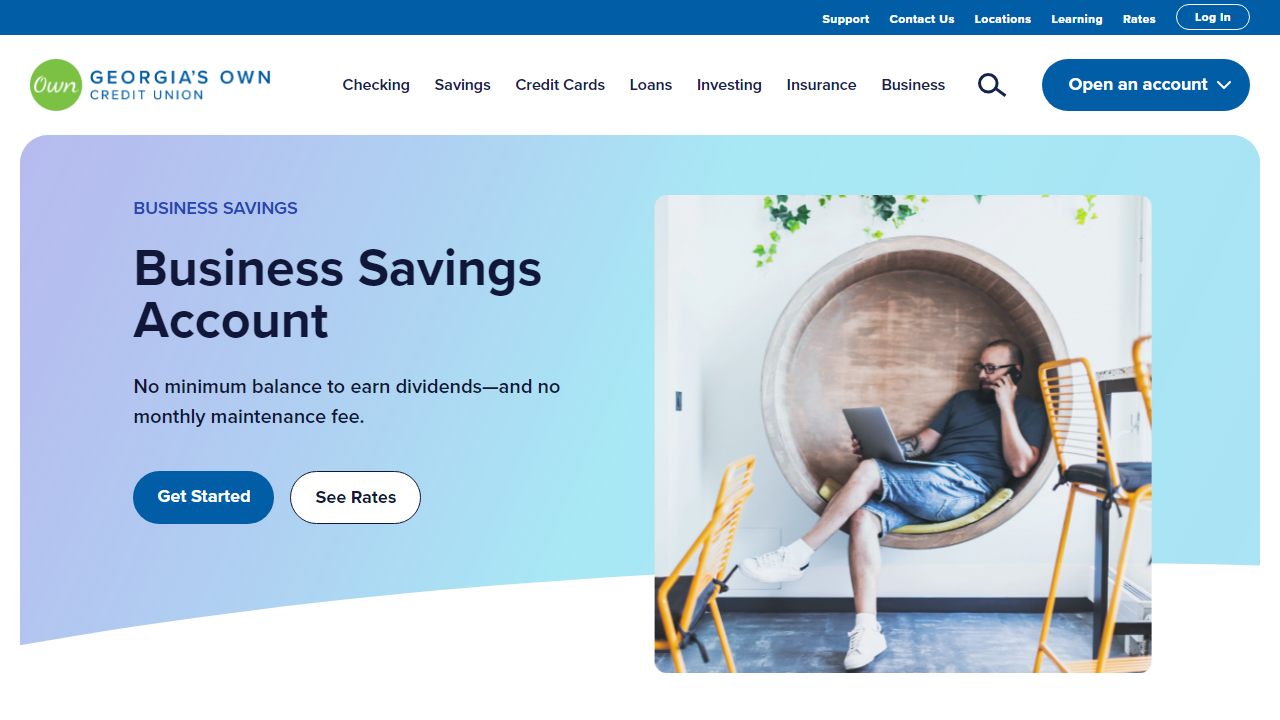 Support Contact Us Locations Learning Rates Log In
Own GEORGIA'S OWN
CREDIT UNION
Checking Savings Credit Cards Loans Investing Insurance Business Open an account
BUSINESS SAVINGS
Business Savings
Account
No minimum balance to earn dividends—and no
monthly maintenance fee.
Get Started See Rates